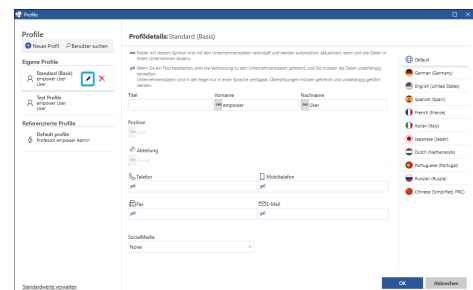 Profile
Profile
Neues Profil Benutzer suchen
Eigene Profile
Standard (Basis)
empower User
User
Test Profile
empower User
User
Referenzierte Profile
Default profile
Professor empower Admin
Standardwerte verwalten
Profildetails: Standard (Basis)
Felder mit diesem Symbol sind mit den Unternehmensdaten verknüpft und werden automatisch aktualisiert, wenn sich die Daten in
Ihrem Unternehmen ändern.
Wenn Sie ein Feld bearbeiten, wird die Verbindung zu den Unternehmensdaten getrennt, und Sie müssen die Daten unabhängig
verwalten.
Unternehmensdaten sind in der Regel nur in einer Sprache verfügbar. Übersetzungen müssen getrennt und unabhängig geführt
werden.
Titel Vorname Nachname
empower User
Position
Abteilung
Telefon Mobiltelefon
Fax E-Mail
SocialMedia
None
Default
German (Germany)
English (United States)
Spanish (Spain)
French (France)
Italian (Italy)
Japanese (Japan)
Dutch (Netherlands)
Portuguese (Portugal)
Russian (Russia)
Chinese (Simplified, PRC)
OK Abbrechen